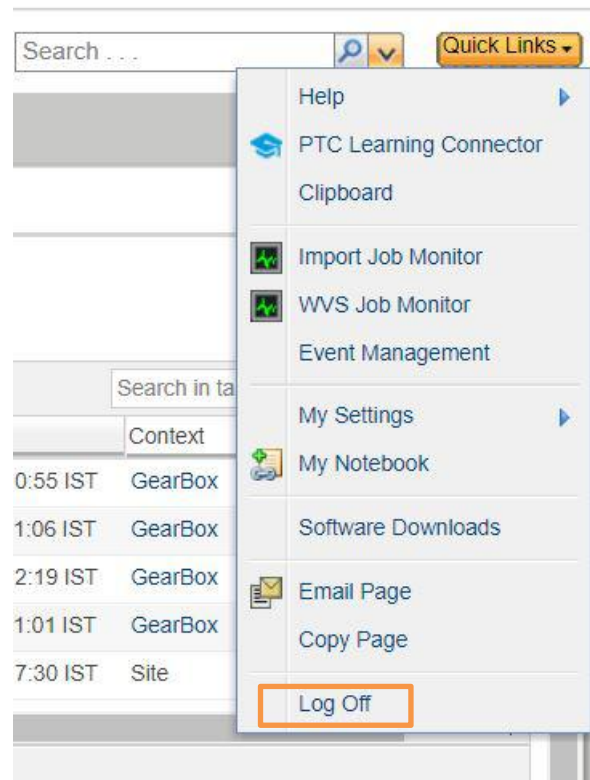 Search . . .
Quick Links
Help
PTC Learning Connector
Clipboard
Import Job Monitor
WVS Job Monitor
Event Management
Search in ta
My Settings
Context
My Notebook
0:55 IST GearBox
1:06 IST GearBox
Software Downloads
2:19 IST GearBox
Email Page
1:01 IST GearBox
Copy Page
7:30 IST Site
Log Off